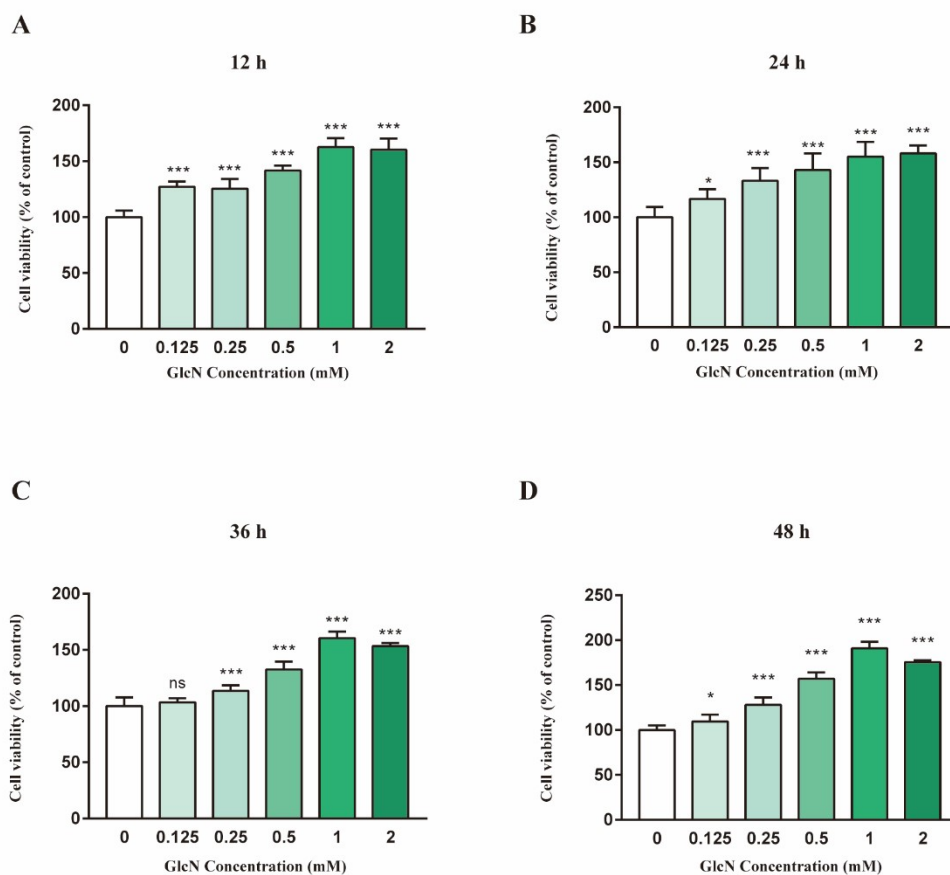 A
12 h
Cell viability (% of control)
200
150
100
50
0
***
***
***
***
***
0 0.125 0.25 0.5 1 2
GlcN Concentration (mM)
B
24 h
Cell viability (% of control)
200
150
100
50
0
*
***
***
***
***
0 0.125 0.25 0.5 1 2
GlcN Concentration (mM)
C
36 h
Cell viability (% of control)
200
150
100
50
0
ns
***
***
***
***
0 0.125 0.25 0.5 1 2
GlcN Concentration (mM)
D
48 h
Cell viability (% of control)
250
200
150
100
50
0
*
***
***
***
***
0 0.125 0.25 0.5 1 2
GlcN Concentration (mM)